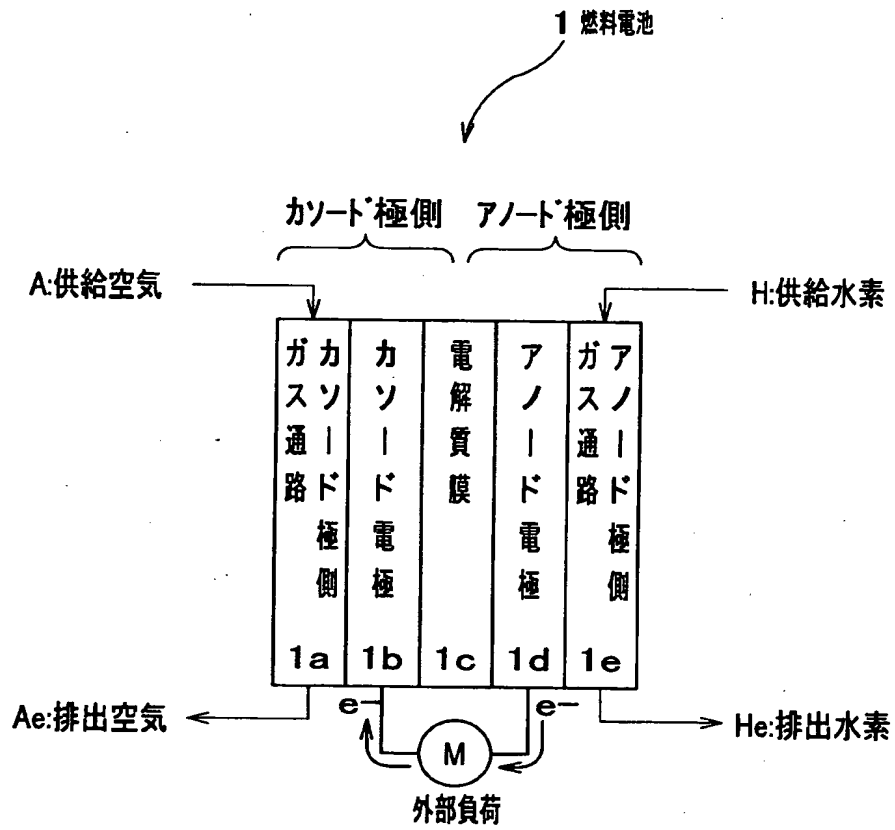 1 燃料電池
カソード極側 アノード極側
A:供給空気
H:供給水素
カソード極側
ガス通路
1a
カソード電極
1b
電解質膜
1c
アノード電極
1d
アノード極側
ガス通路
1e
Ae:排出空気
e-
e-
He:排出水素
M
外部負荷